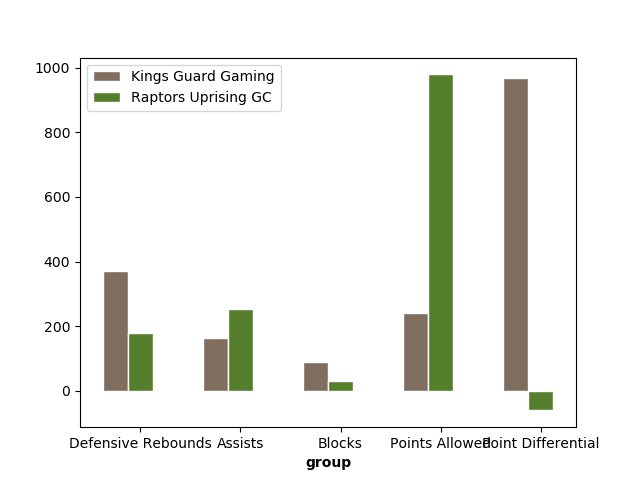 Kings Guard Gaming
Raptors Uprising GC
1000
800
600
400
200
0
Defensive Rebounds Assists Blocks Points Allowed Point Differential
group